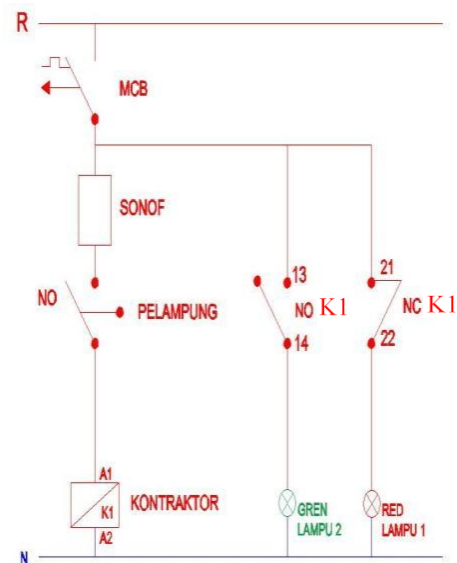 R
MCB
SONOF
NO
PELAMPUNG
13
NO K1
14
21
NC K1
22
A1
K1
A2
KONTRAKTOR
GREN
LAMPU 2
RED
LAMPU 1
N